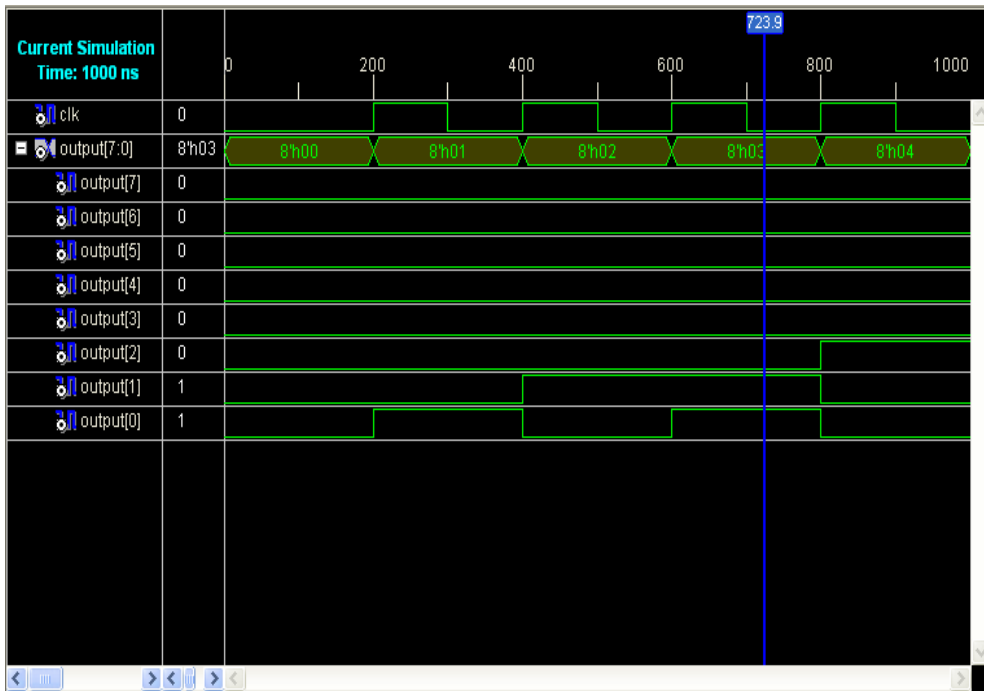 723.9
Current Simulation
Time: 1000 ns
0 200 400 600 800 1000
clk 0
output[7:0] 8'h03 8'h00 8'h01 8'h02 8'h03 8'h04
output[7] 0
output[6] 0
output[5] 0
output[4] 0
output[3] 0
output[2] 0
output[1] 1
output[0] 1